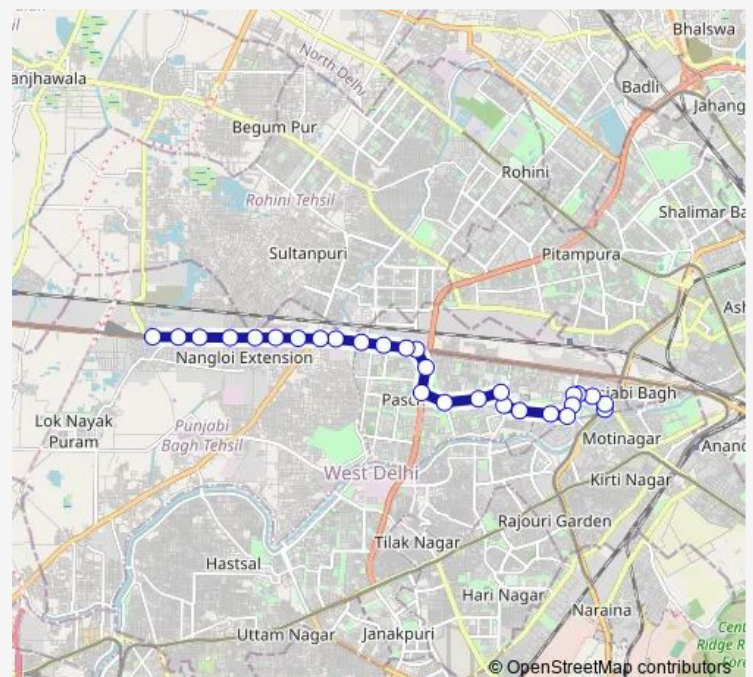 Bhalswa
anjhawala
North Delhi
Badli
Jahang
Begum Pur
Rohini
Rohini Tehsil
Shalimar Ba
Sultanpuri
Pitampura
Ash
Nangloi Extension
Pasc
jabi Bagh
Lok Nayak
Puram
Punjabi
Bagh Tehsil
Motinagar
Anand
West Delhi
Kirti Nagar
Rajouri Garden
Tilak Nagar
Hastsal
Hari Nagar
Naraina
Uttam Nagar
Janakpuri
Cent
Ridge R
© OpenStreetMap contributors